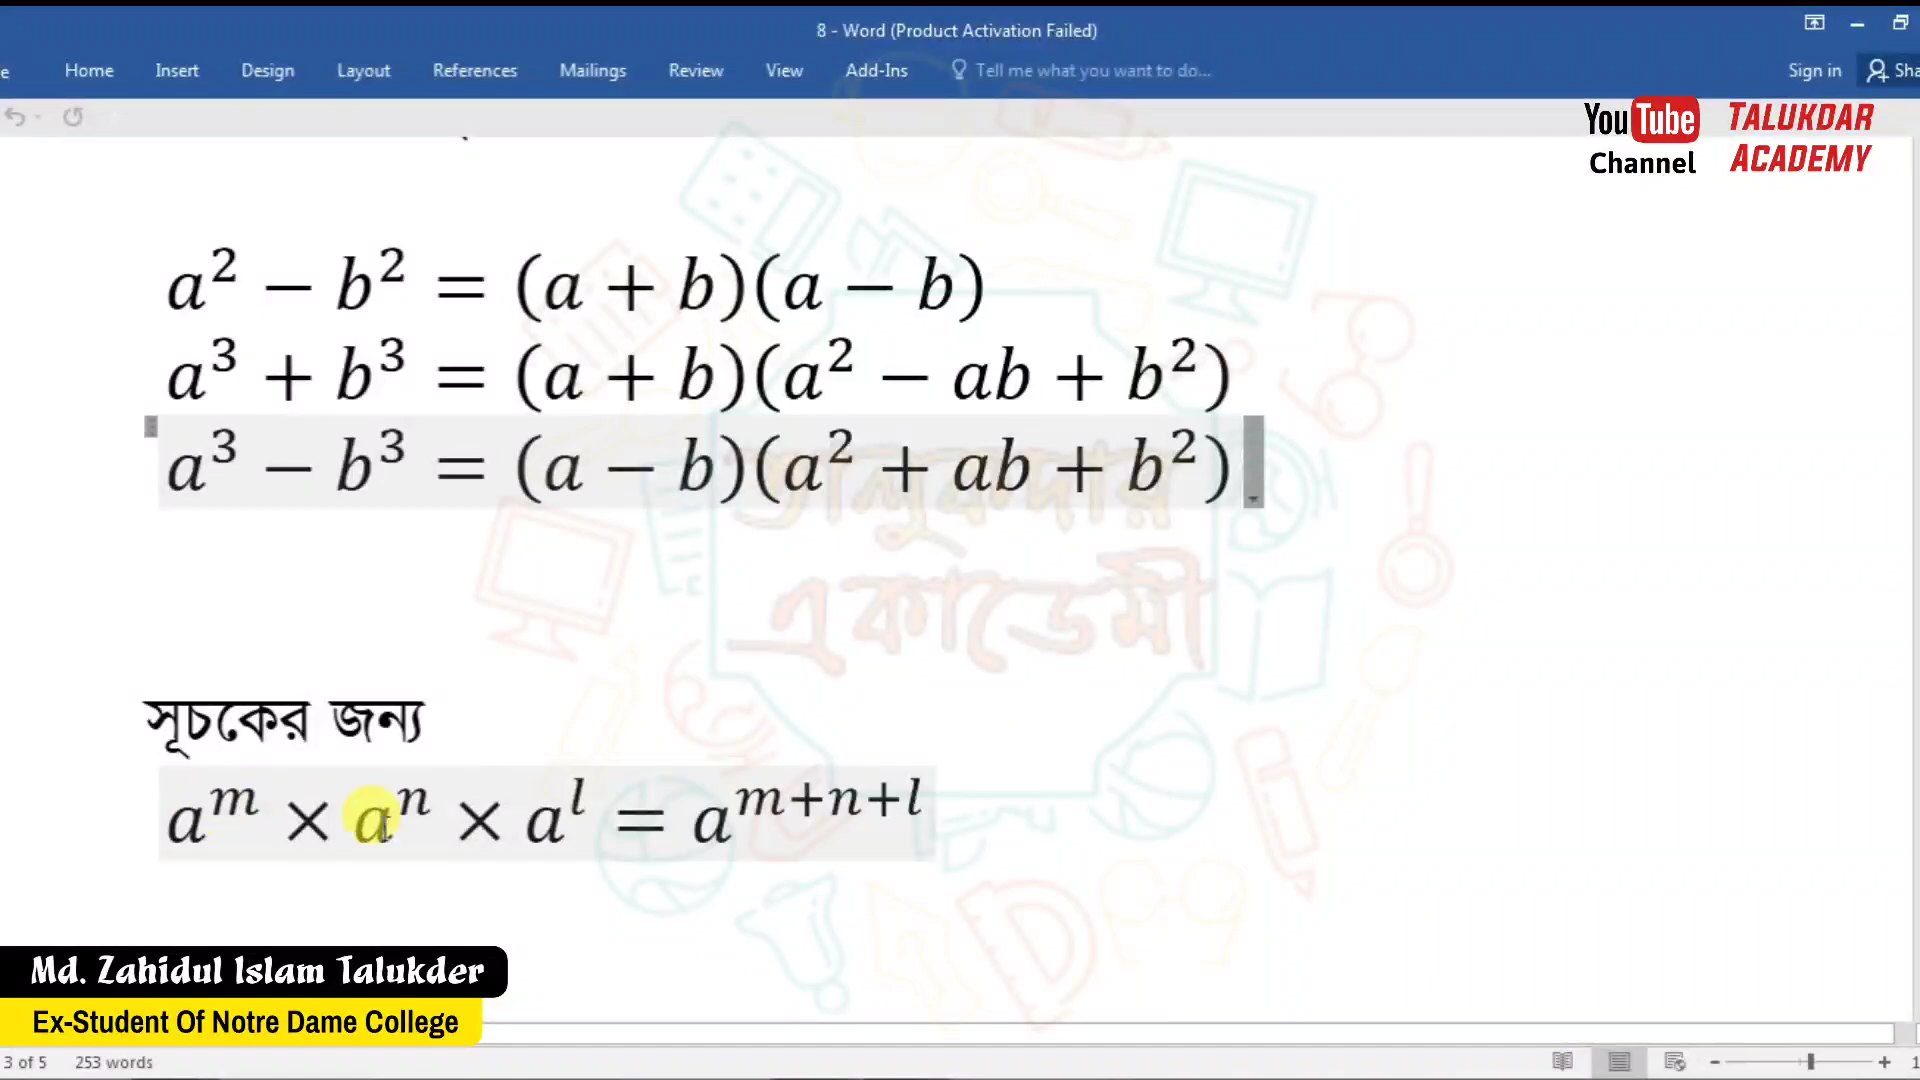 8 - Word (Product Activation Failed)
e Home Insert Design Layout References Mailings Review View Add-Ins Tell me what you want to do... Sign in Sha
YouTube Channel
TALUKDAR ACADEMY
a² − b² = (a + b)(a − b)
a³ + b³ = (a + b)(a² − ab + b²)
a³ − b³ = (a − b)(a² + ab + b²)
তালুকদার
একাডেমী
সূচকের জন্য
aᵐ × aⁿ × aˡ = aᵐ⁺ⁿ⁺ˡ
Md. Zahidul Islam Talukder
Ex-Student Of Notre Dame College
3 of 5 253 words